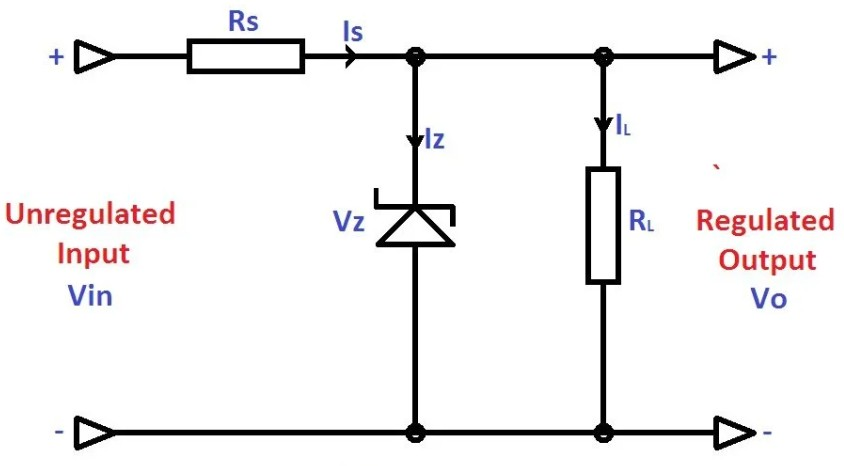 Rs
Is
+
+
Iz
IL
`
Unregulated
Input
Vin
Vz
RL
Regulated
Output
Vo
-
-